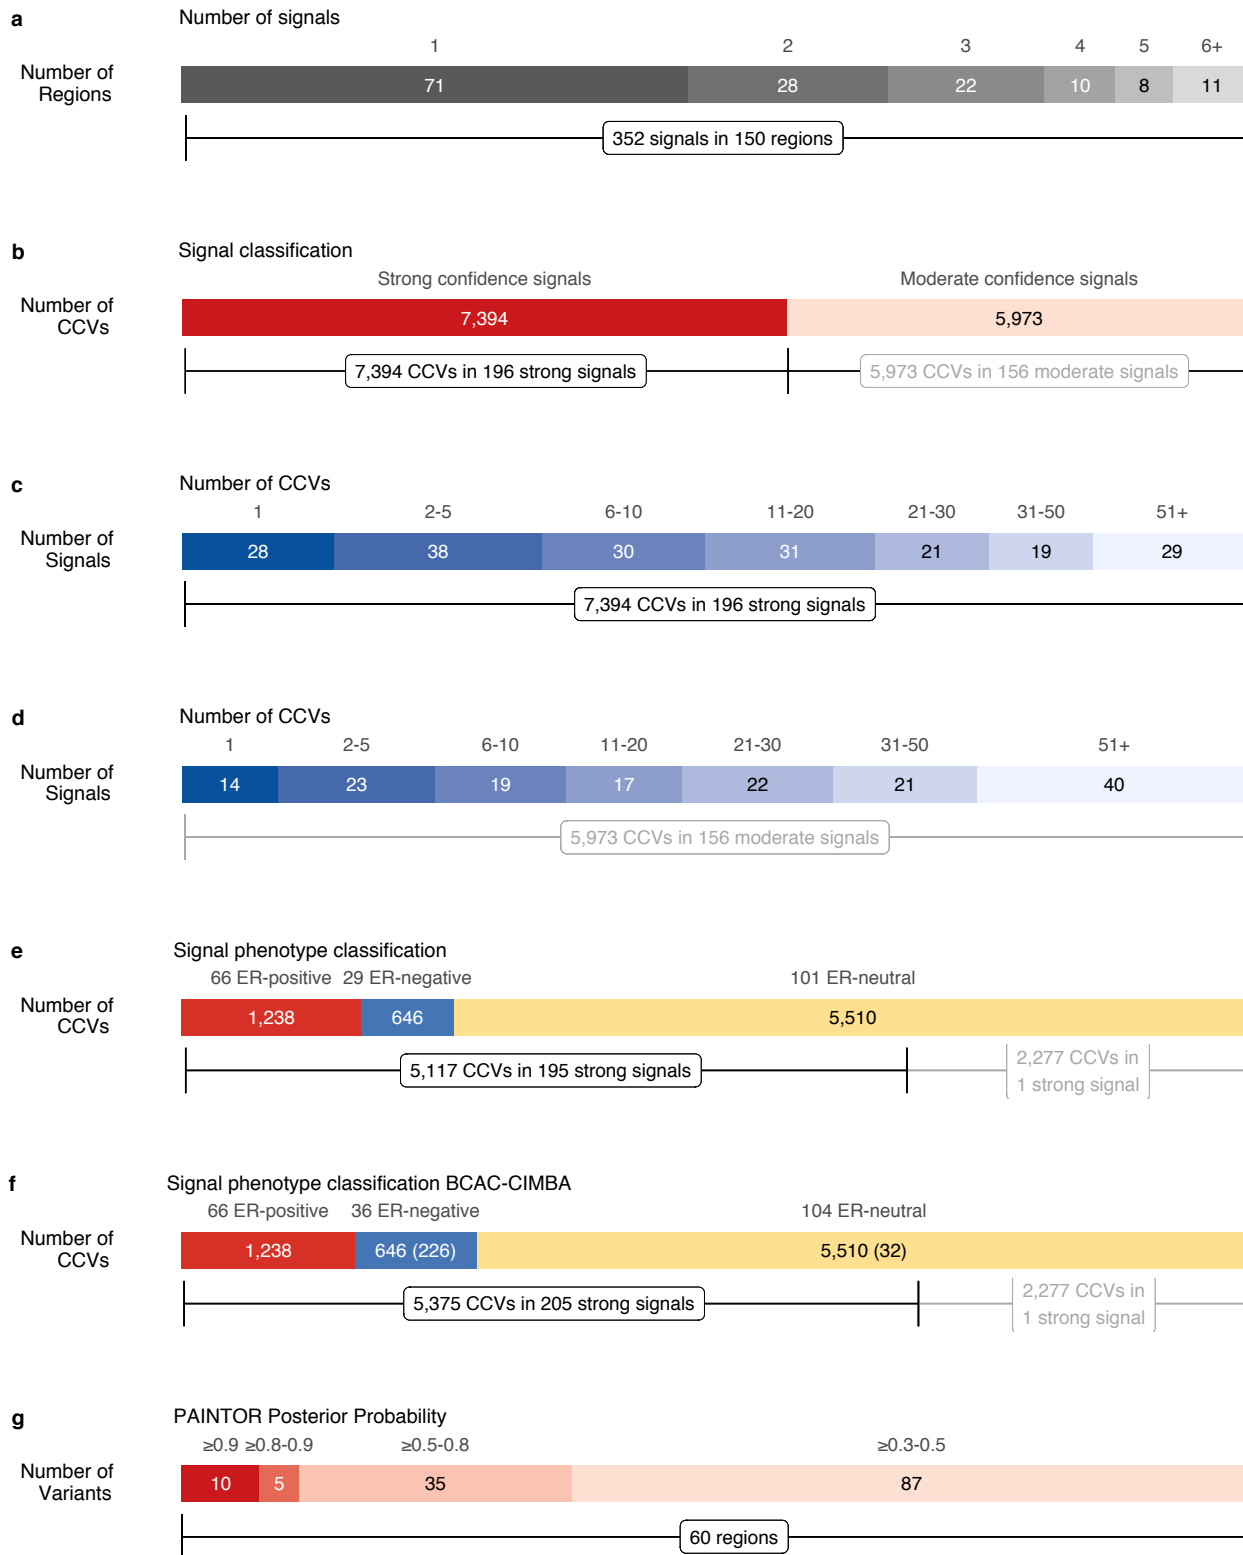 a
Number of signals
1 2 3 4 5 6+
Number of
Regions
71 28 22 10 8 11
352 signals in 150 regions
b
Signal classification
Strong confidence signals Moderate confidence signals
Number of
CCVs
7,394 5,973
7,394 CCVs in 196 strong signals 5,973 CCVs in 156 moderate signals
c
Number of CCVs
1 2-5 6-10 11-20 21-30 31-50 51+
Number of
Signals
28 38 30 31 21 19 29
7,394 CCVs in 196 strong signals
d
Number of CCVs
1 2-5 6-10 11-20 21-30 31-50 51+
Number of
Signals
14 23 19 17 22 21 40
5,973 CCVs in 156 moderate signals
e
Signal phenotype classification
66 ER-positive 29 ER-negative 101 ER-neutral
Number of
CCVs
1,238 646 5,510
5,117 CCVs in 195 strong signals
2,277 CCVs in
1 strong signal
f
Signal phenotype classification BCAC-CIMBA
66 ER-positive 36 ER-negative 104 ER-neutral
Number of
CCVs
1,238 646 (226) 5,510 (32)
5,375 CCVs in 205 strong signals
2,277 CCVs in
1 strong signal
g
PAINTOR Posterior Probability
≥0.9 ≥0.8-0.9 ≥0.5-0.8 ≥0.3-0.5
Number of
Variants
10 5 35 87
60 regions